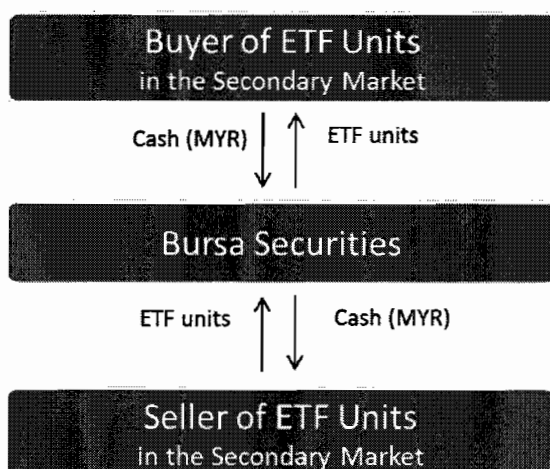 Buyer of ETF Units
in the Secondary Market
Cash (MYR)
ETF units
Bursa Securities
ETF units
Cash (MYR)
Seller of ETF Units
in the Secondary Market